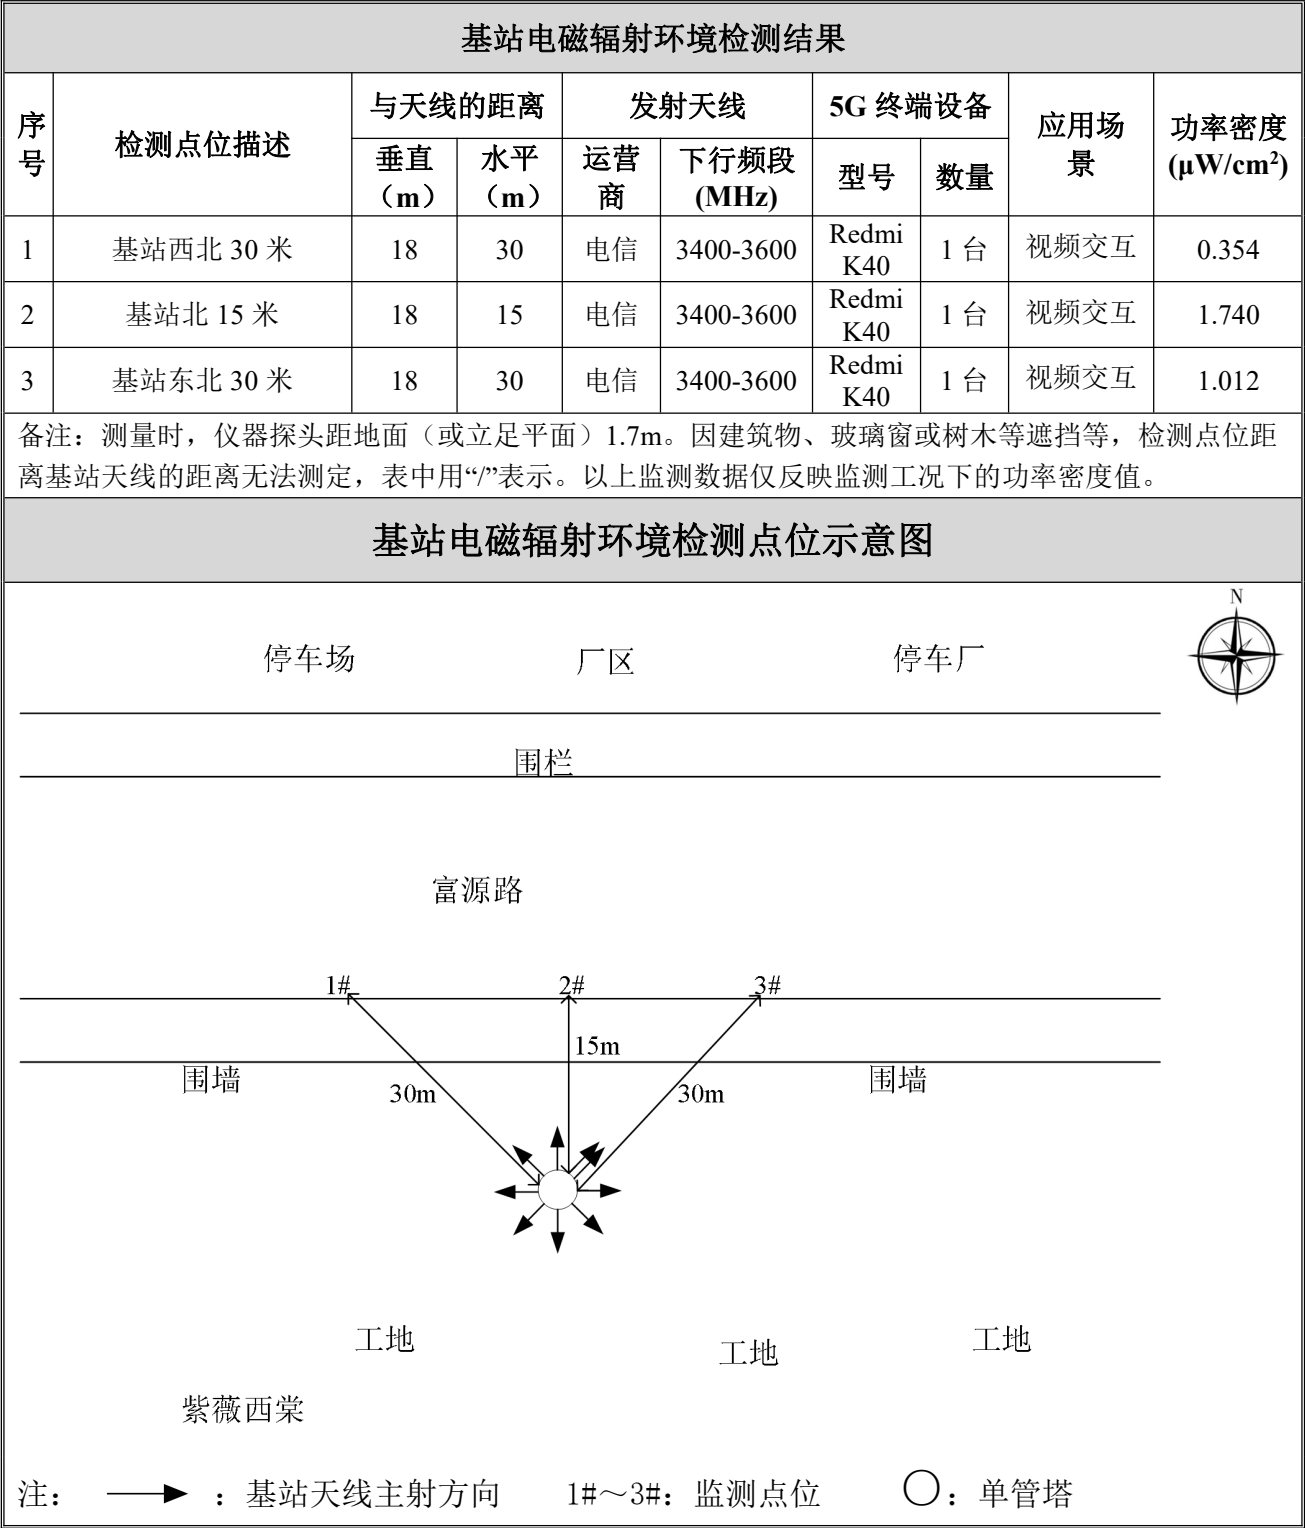 基站电磁辐射环境检测结果
序号 检测点位描述 与天线的距离 发射天线 5G 终端设备 应用场景 功率密度 (μW/cm²)
垂直（m） 水平（m） 运营商 下行频段 (MHz) 型号 数量
1 基站西北 30 米 18 30 电信 3400-3600 Redmi K40 1 台 视频交互 0.354
2 基站北 15 米 18 15 电信 3400-3600 Redmi K40 1 台 视频交互 1.740
3 基站东北 30 米 18 30 电信 3400-3600 Redmi K40 1 台 视频交互 1.012
备注：测量时，仪器探头距地面（或立足平面）1.7m。因建筑物、玻璃窗或树木等遮挡等，检测点位距
离基站天线的距离无法测定，表中用“/”表示。以上监测数据仅反映监测工况下的功率密度值。
基站电磁辐射环境检测点位示意图
N
停车场 厂区 停车厂
围栏
富源路
1# 2# 3#
15m
围墙 围墙
30m 30m
工地 工地 工地
紫薇西棠
注： ：基站天线主射方向 1#～3#：监测点位 ：单管塔